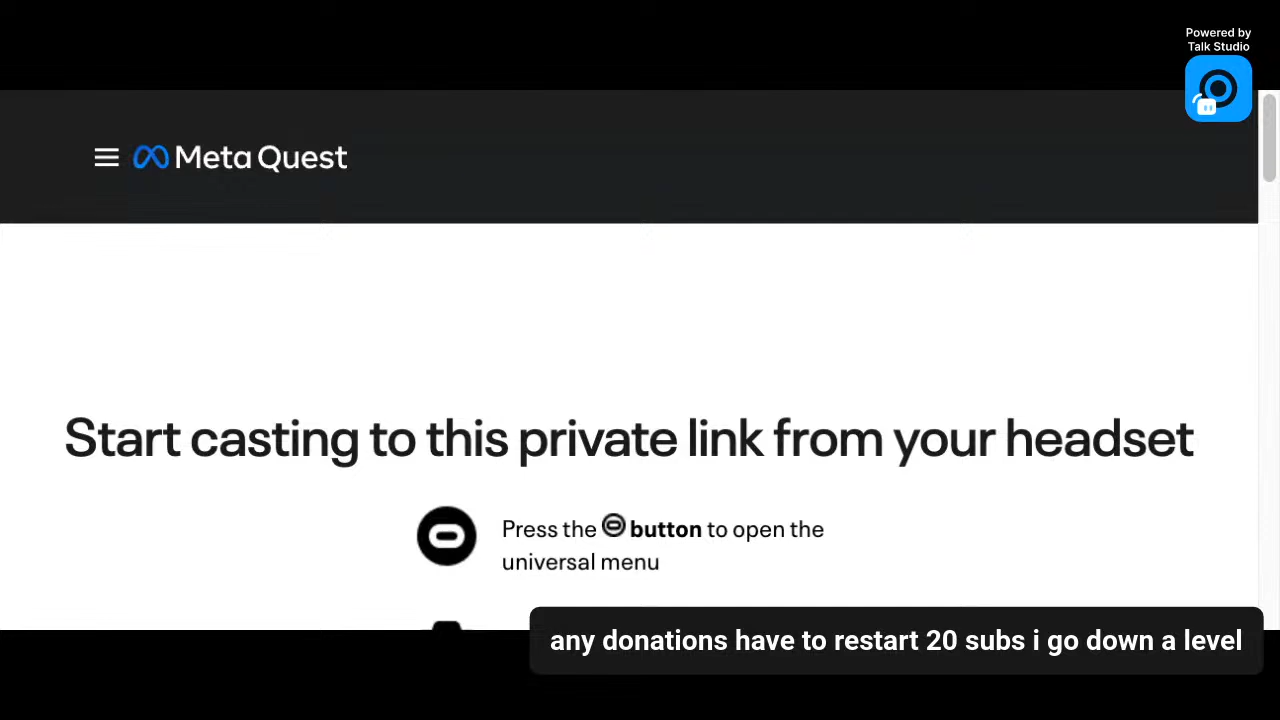 Powered by
Talk Studio
Meta Quest
Start casting to this private link from your headset
Press the button to open the
universal menu
any donations have to restart 20 subs i go down a level